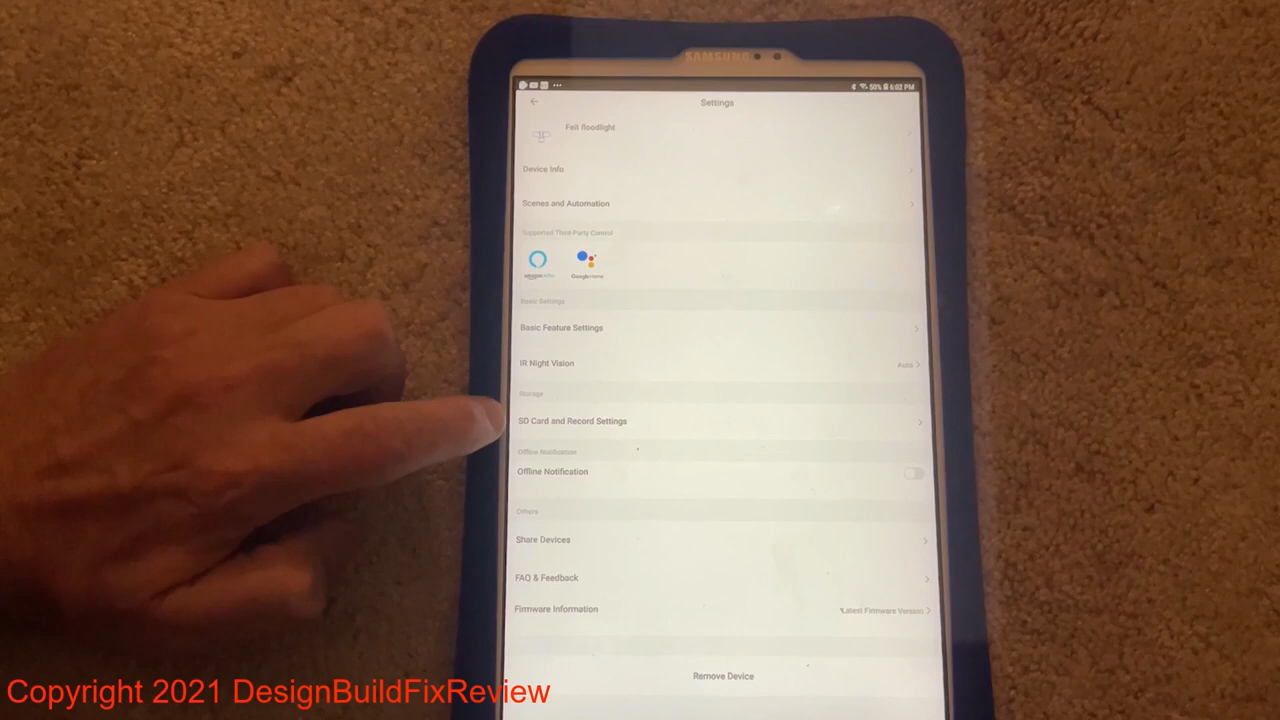 SAMSUNG
50% 6:02 PM
Settings
Feit floodlight
Device Info
Scenes and Automation
Supported Third-Party Control
amazon alexa
Google Home
Basic Settings
Basic Feature Settings
IR Night Vision
Auto
Storage
SD Card and Record Settings
Offline Notification
Offline Notification
Others
Share Devices
FAQ & Feedback
Firmware Information
Latest Firmware Version
Remove Device
Copyright 2021 DesignBuildFixReview